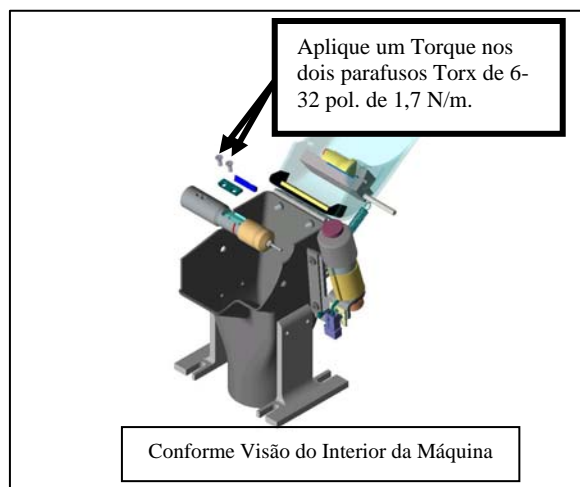 Aplique um Torque nos
dois parafusos Torx de 6-
32 pol. de 1,7 N/m.
Conforme Visão do Interior da Máquina